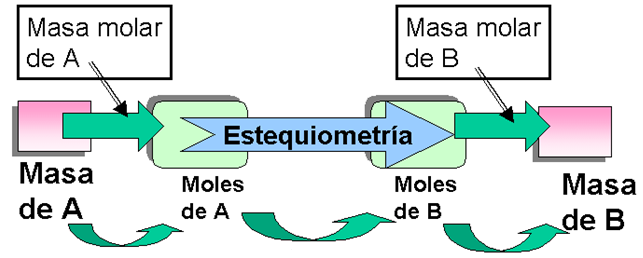 Masa molar
de A
Masa molar
de B
Estequiometría
Masa
de A
Moles
de A
Moles
de B
Masa
de B